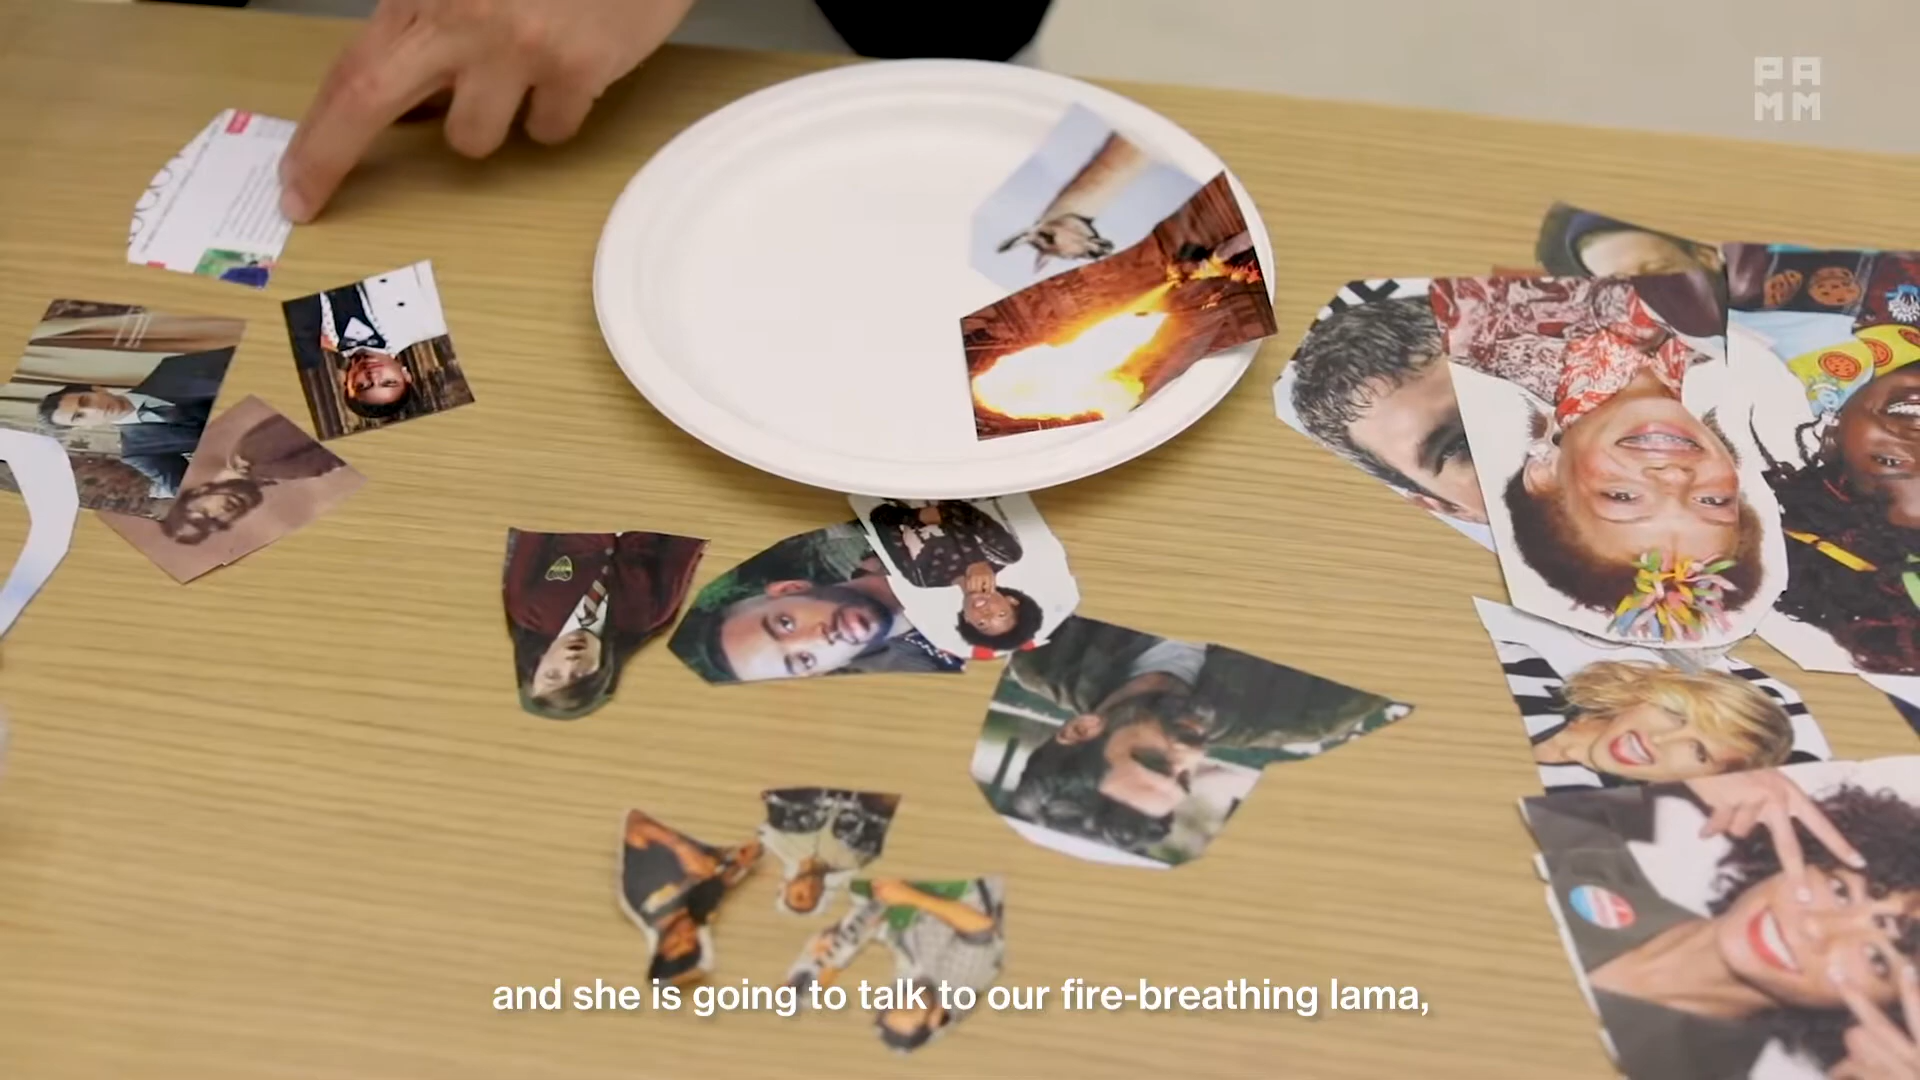 PA
MM
and she is going to talk to our fire-breathing lama,